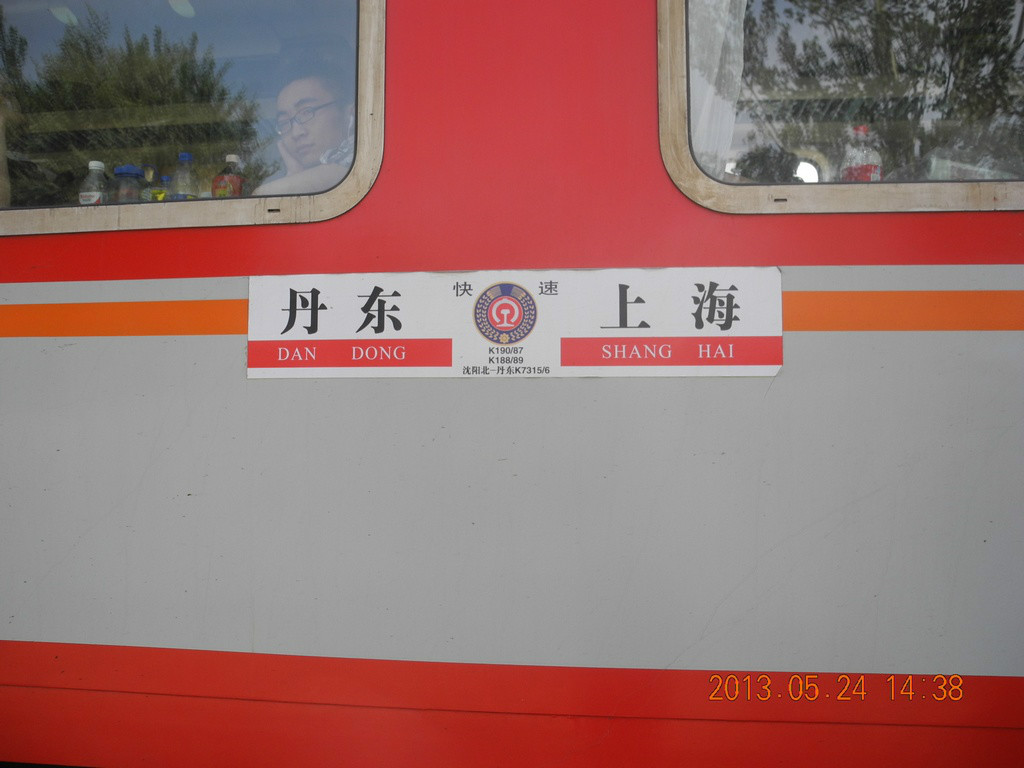 丹 东
DAN DONG
快 速
K190/87
K188/89
沈阳北-丹东K7315/6
上 海
SHANG HAI
2013.05.24 14:38